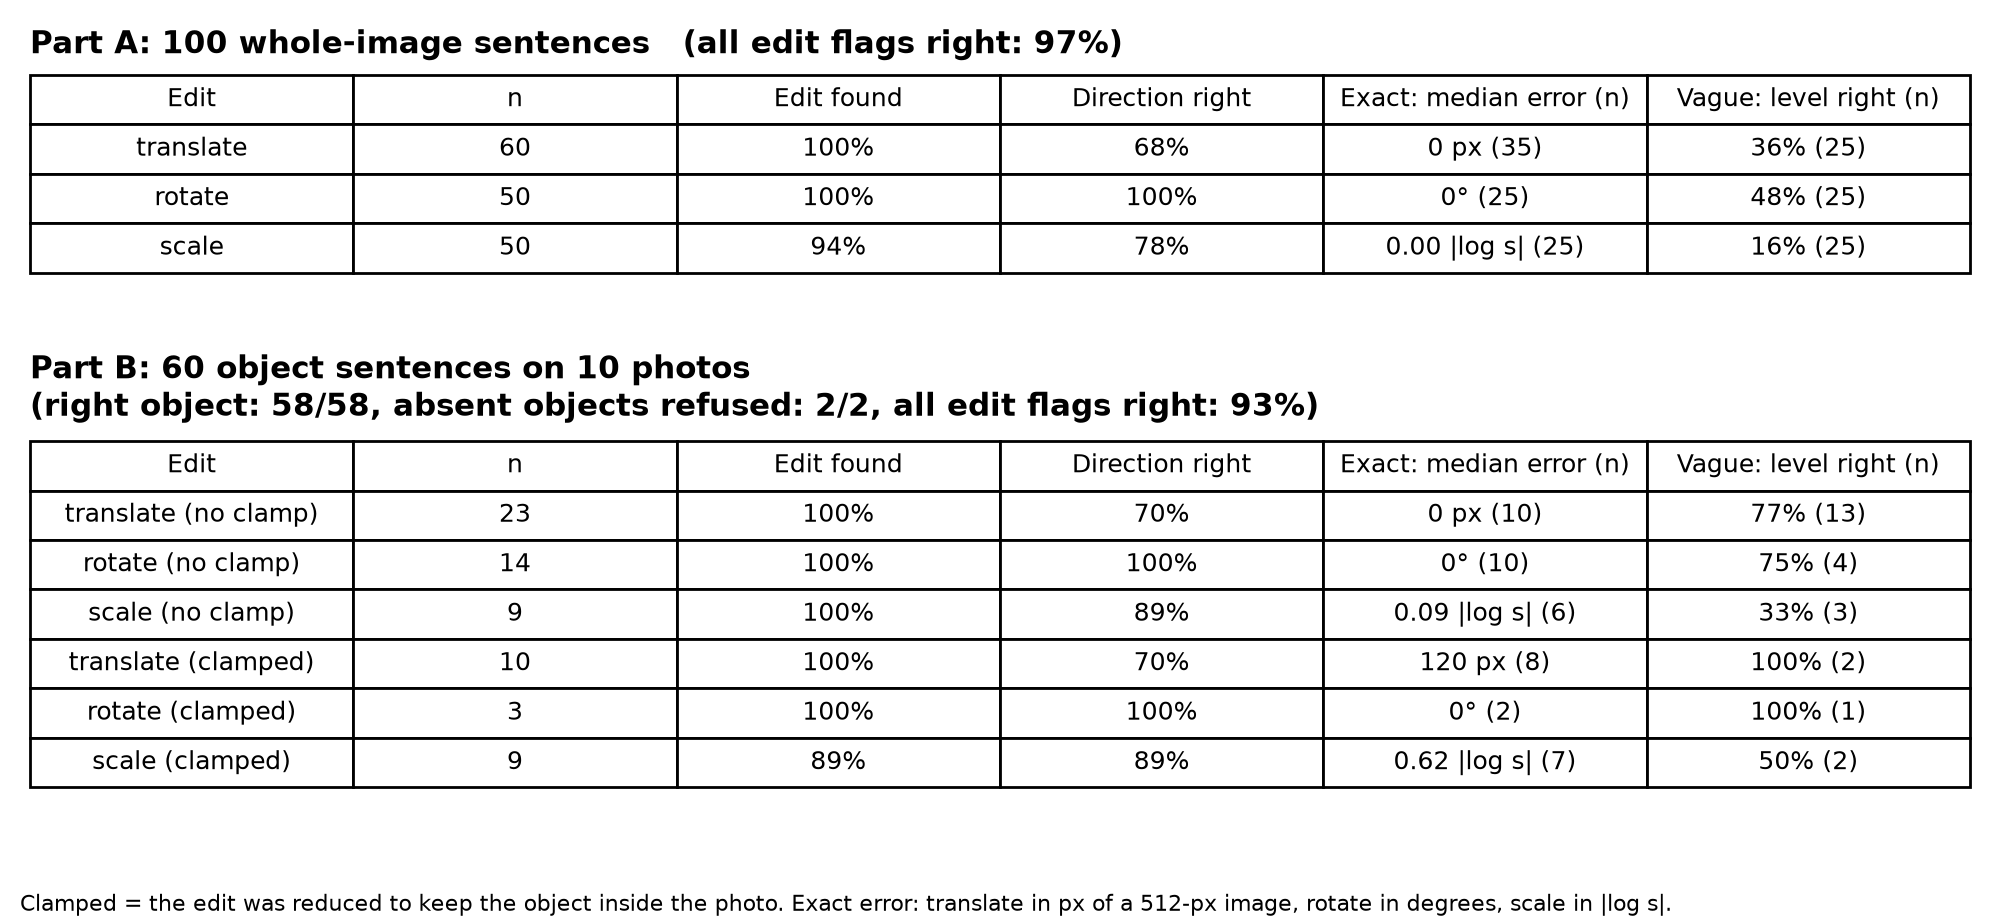 Part A: 100 whole-image sentences (all edit flags right: 97%)
Edit n Edit found Direction right Exact: median error (n) Vague: level right (n)
translate 60 100% 68% 0 px (35) 36% (25)
rotate 50 100% 100% 0° (25) 48% (25)
scale 50 94% 78% 0.00 |log s| (25) 16% (25)
Part B: 60 object sentences on 10 photos
(right object: 58/58, absent objects refused: 2/2, all edit flags right: 93%)
Edit n Edit found Direction right Exact: median error (n) Vague: level right (n)
translate (no clamp) 23 100% 70% 0 px (10) 77% (13)
rotate (no clamp) 14 100% 100% 0° (10) 75% (4)
scale (no clamp) 9 100% 89% 0.09 |log s| (6) 33% (3)
translate (clamped) 10 100% 70% 120 px (8) 100% (2)
rotate (clamped) 3 100% 100% 0° (2) 100% (1)
scale (clamped) 9 89% 89% 0.62 |log s| (7) 50% (2)
Clamped = the edit was reduced to keep the object inside the photo. Exact error: translate in px of a 512-px image, rotate in degrees, scale in |log s|.